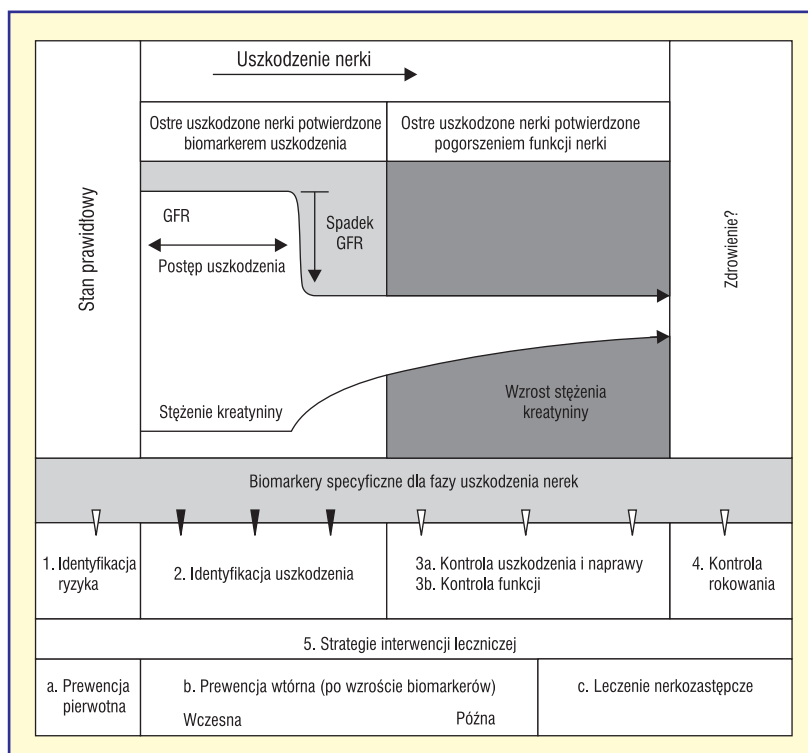 Uszkodzenie nerki
Stan prawidłowy
Ostre uszkodzone nerki potwierdzone
biomarkerem uszkodzenia
Ostre uszkodzone nerki potwierdzone
pogorszeniem funkcji nerki
Zdrowienie?
GFR
Postęp uszkodzenia
Spadek
GFR
Stężenie kreatyniny
Wzrost stężenia
kreatyniny
Biomarkery specyficzne dla fazy uszkodzenia nerek
1. Identyfikacja
ryzyka
2. Identyfikacja uszkodzenia
3a. Kontrola uszkodzenia i naprawy
3b. Kontrola funkcji
4. Kontrola
rokowania
5. Strategie interwencji leczniczej
a. Prewencja
pierwotna
b. Prewencja wtórna (po wzroście biomarkerów)
Wczesna Późna
c. Leczenie nerkozastępcze